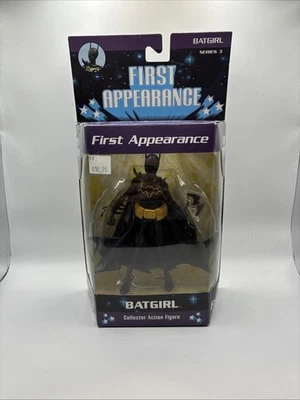 BATGIRL
SERIES 3
FIRST
APPEARANCE
First Appearance
BATGIRL
Collector Action Figure